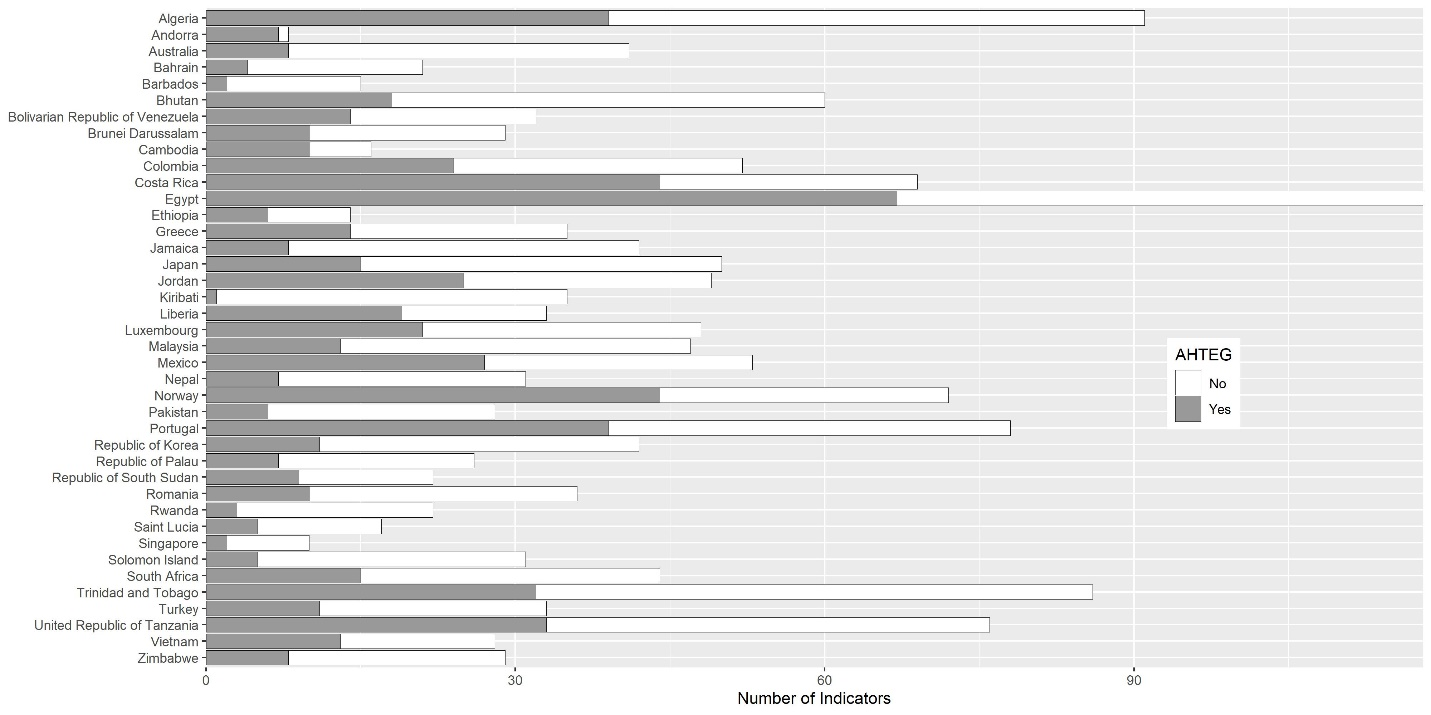 Algeria
Andorra
Australia
Bahrain
Barbados
Bhutan
Bolivarian Republic of Venezuela
Brunei Darussalam
Cambodia
Colombia
Costa Rica
Egypt
Ethiopia
Greece
Jamaica
Japan
Jordan
Kiribati
Liberia
Luxembourg
Malaysia
Mexico
Nepal
Norway
Pakistan
Portugal
Republic of Korea
Republic of Palau
Republic of South Sudan
Romania
Rwanda
Saint Lucia
Singapore
Solomon Island
South Africa
Trinidad and Tobago
Turkey
United Republic of Tanzania
Vietnam
Zimbabwe
0 30 60 90
Number of Indicators
AHTEG
No
Yes